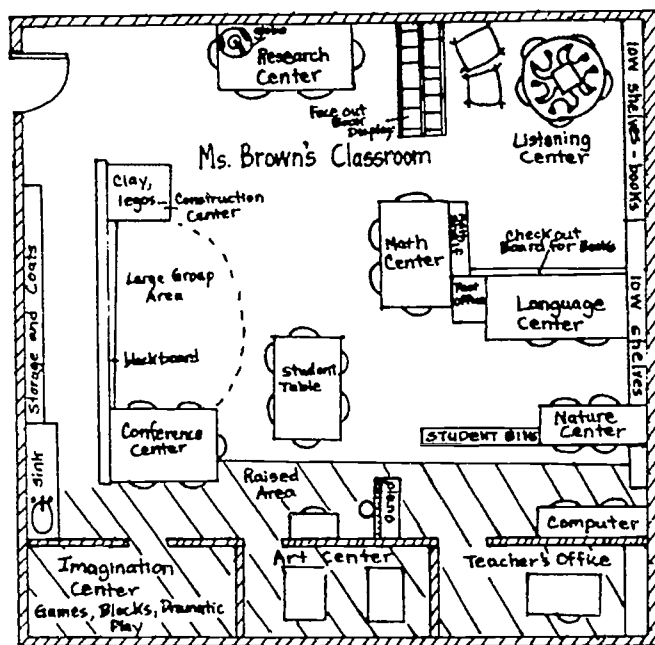 globe
Research
Center
Face out
Book
Display
Listening
Center
low shelves - books
Ms. Brown's Classroom
Clay,
legos
Construction
Center
Large Group
Area
blackboard
Storage and Coats
Sink
Math
Center
Check out
Board for Books
Post
Office
Language
Center
low shelves
Student
Table
Conference
Center
Nature
Center
STUDENT BINS
Raised
Area
piano
Computer
Imagination
Center
Games, Blocks, Dramatic
Play
Art Center
Teacher's Office